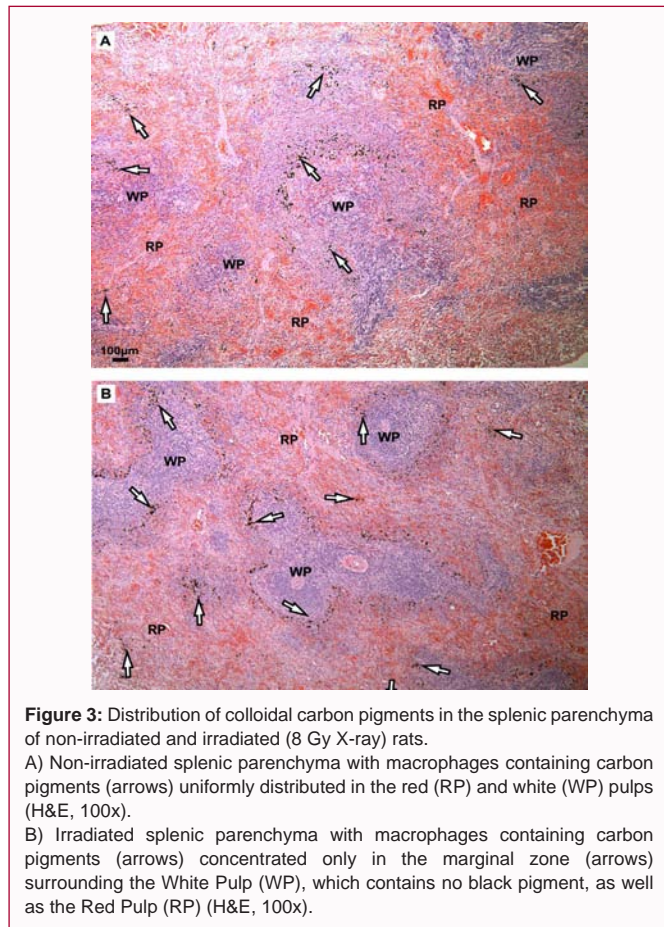 A
WP
WP
RP
WP
WP
RP
WP
RP
RP
100µm
B
RP
WP
WP
WP
RP
RP
Figure 3: Distribution of colloidal carbon pigments in the splenic parenchyma
of non-irradiated and irradiated (8 Gy X-ray) rats.
A) Non-irradiated splenic parenchyma with macrophages containing carbon
pigments (arrows) uniformly distributed in the red (RP) and white (WP) pulps
(H&E, 100x).
B) Irradiated splenic parenchyma with macrophages containing carbon
pigments (arrows) concentrated only in the marginal zone (arrows)
surrounding the White Pulp (WP), which contains no black pigment, as well
as the Red Pulp (RP) (H&E, 100x).